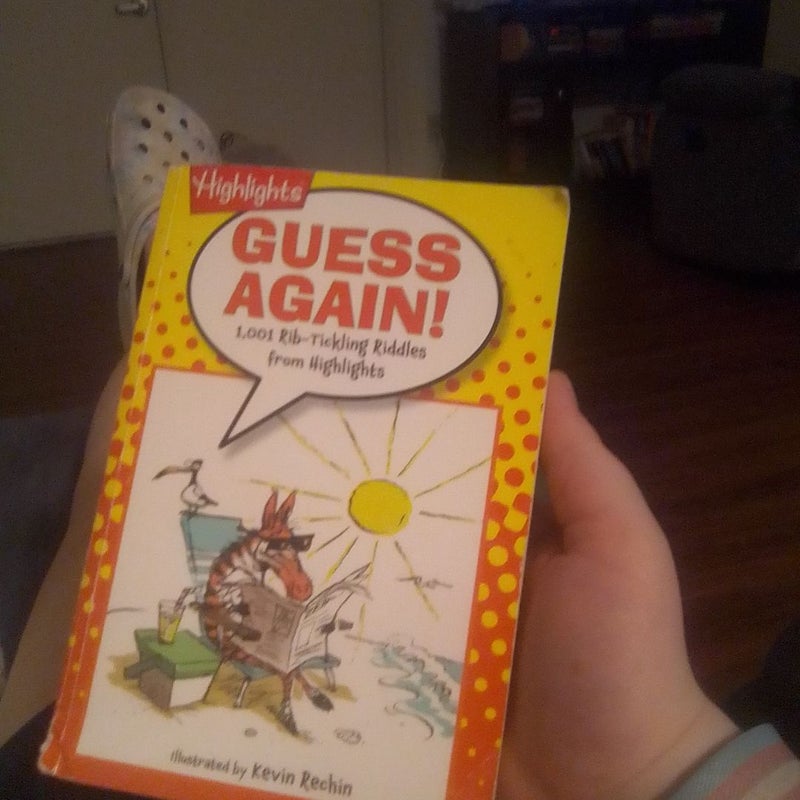 Highlights
GUESS
AGAIN!
1,001 Rib-Tickling Riddles
from Highlights
Illustrated by Kevin Rechin